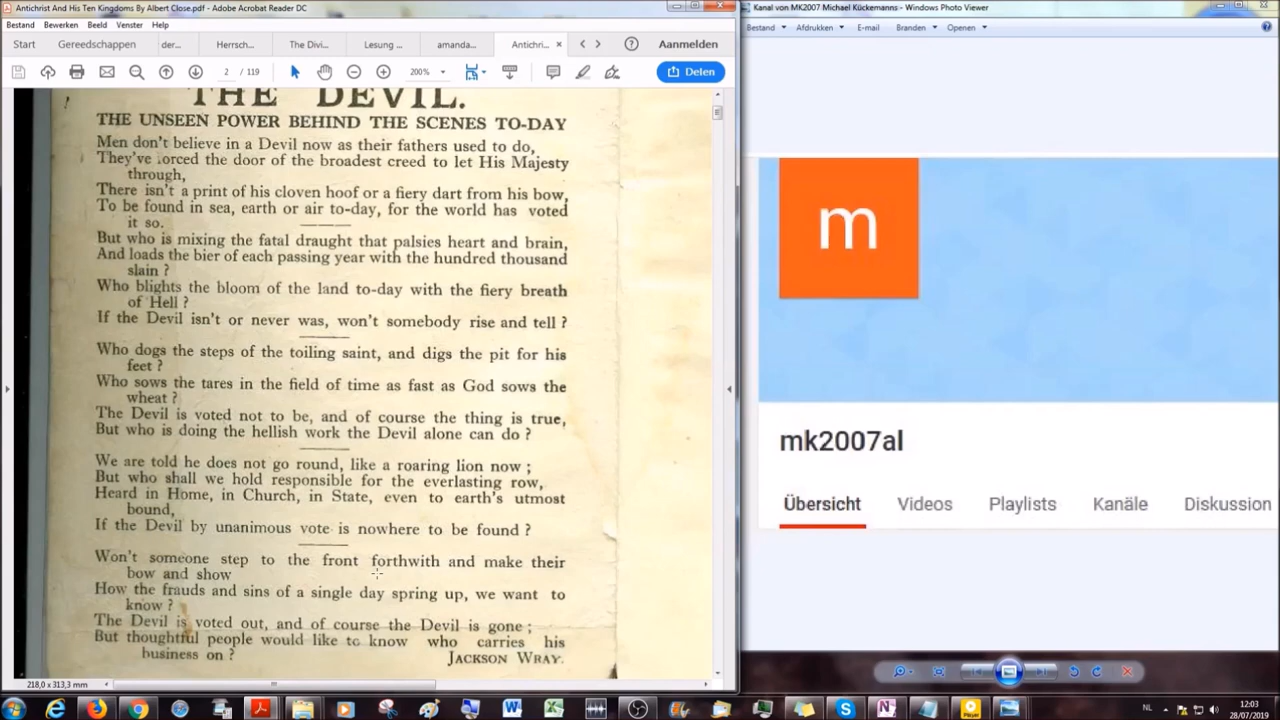 Antichrist And His Ten Kingdoms By Albert Close.pdf - Adobe Acrobat Reader DC
Bestand Bewerken Beeld Venster Help
Start Gereedschappen der... Herrsch... The Divi... Lesung ... amanda... Antichri... × Aanmelden
2 / 119 200% Delen
THE DEVIL.
THE UNSEEN POWER BEHIND THE SCENES TO-DAY
Men don't believe in a Devil now as their fathers used to do,
They've orced the door of the broadest creed to let His Majesty
through,
There isn't a print of his cloven hoof or a fiery dart from his bow,
To be found in sea, earth or air to-day, for the world has voted
it so.
But who is mixing the fatal draught that palsies heart and brain,
And loads the bier of each passing year with the hundred thousand
slain ?
Who blights the bloom of the land to-day with the fiery breath
of Hell ?
If the Devil isn't or never was, won't somebody rise and tell ?
Who dogs the steps of the toiling saint, and digs the pit for his
feet ?
Who sows the tares in the field of time as fast as God sows the
wheat ?
The Devil is voted not to be, and of course the thing is true,
But who is doing the hellish work the Devil alone can do ?
We are told he does not go round, like a roaring lion now ;
But who shall we hold responsible for the everlasting row,
Heard in Home, in Church, in State, even to earth's utmost
bound,
If the Devil by unanimous vote is nowhere to be found ?
Won't someone step to the front forthwith and make their
bow and show
How the frauds and sins of a single day spring up, we want to
know ?
The Devil is voted out, and of course the Devil is gone ;
But thoughtful people would like to know who carries his
business on ?
JACKSON WRAY.
218,0 x 313,3 mm
Kanal von MK2007 Michael Kückemanns - Windows Photo Viewer
Bestand Afdrukken E-mail Branden Openen
m
mk2007al
Übersicht Videos Playlists Kanäle Diskussion
NL
12:03
28/07/2019